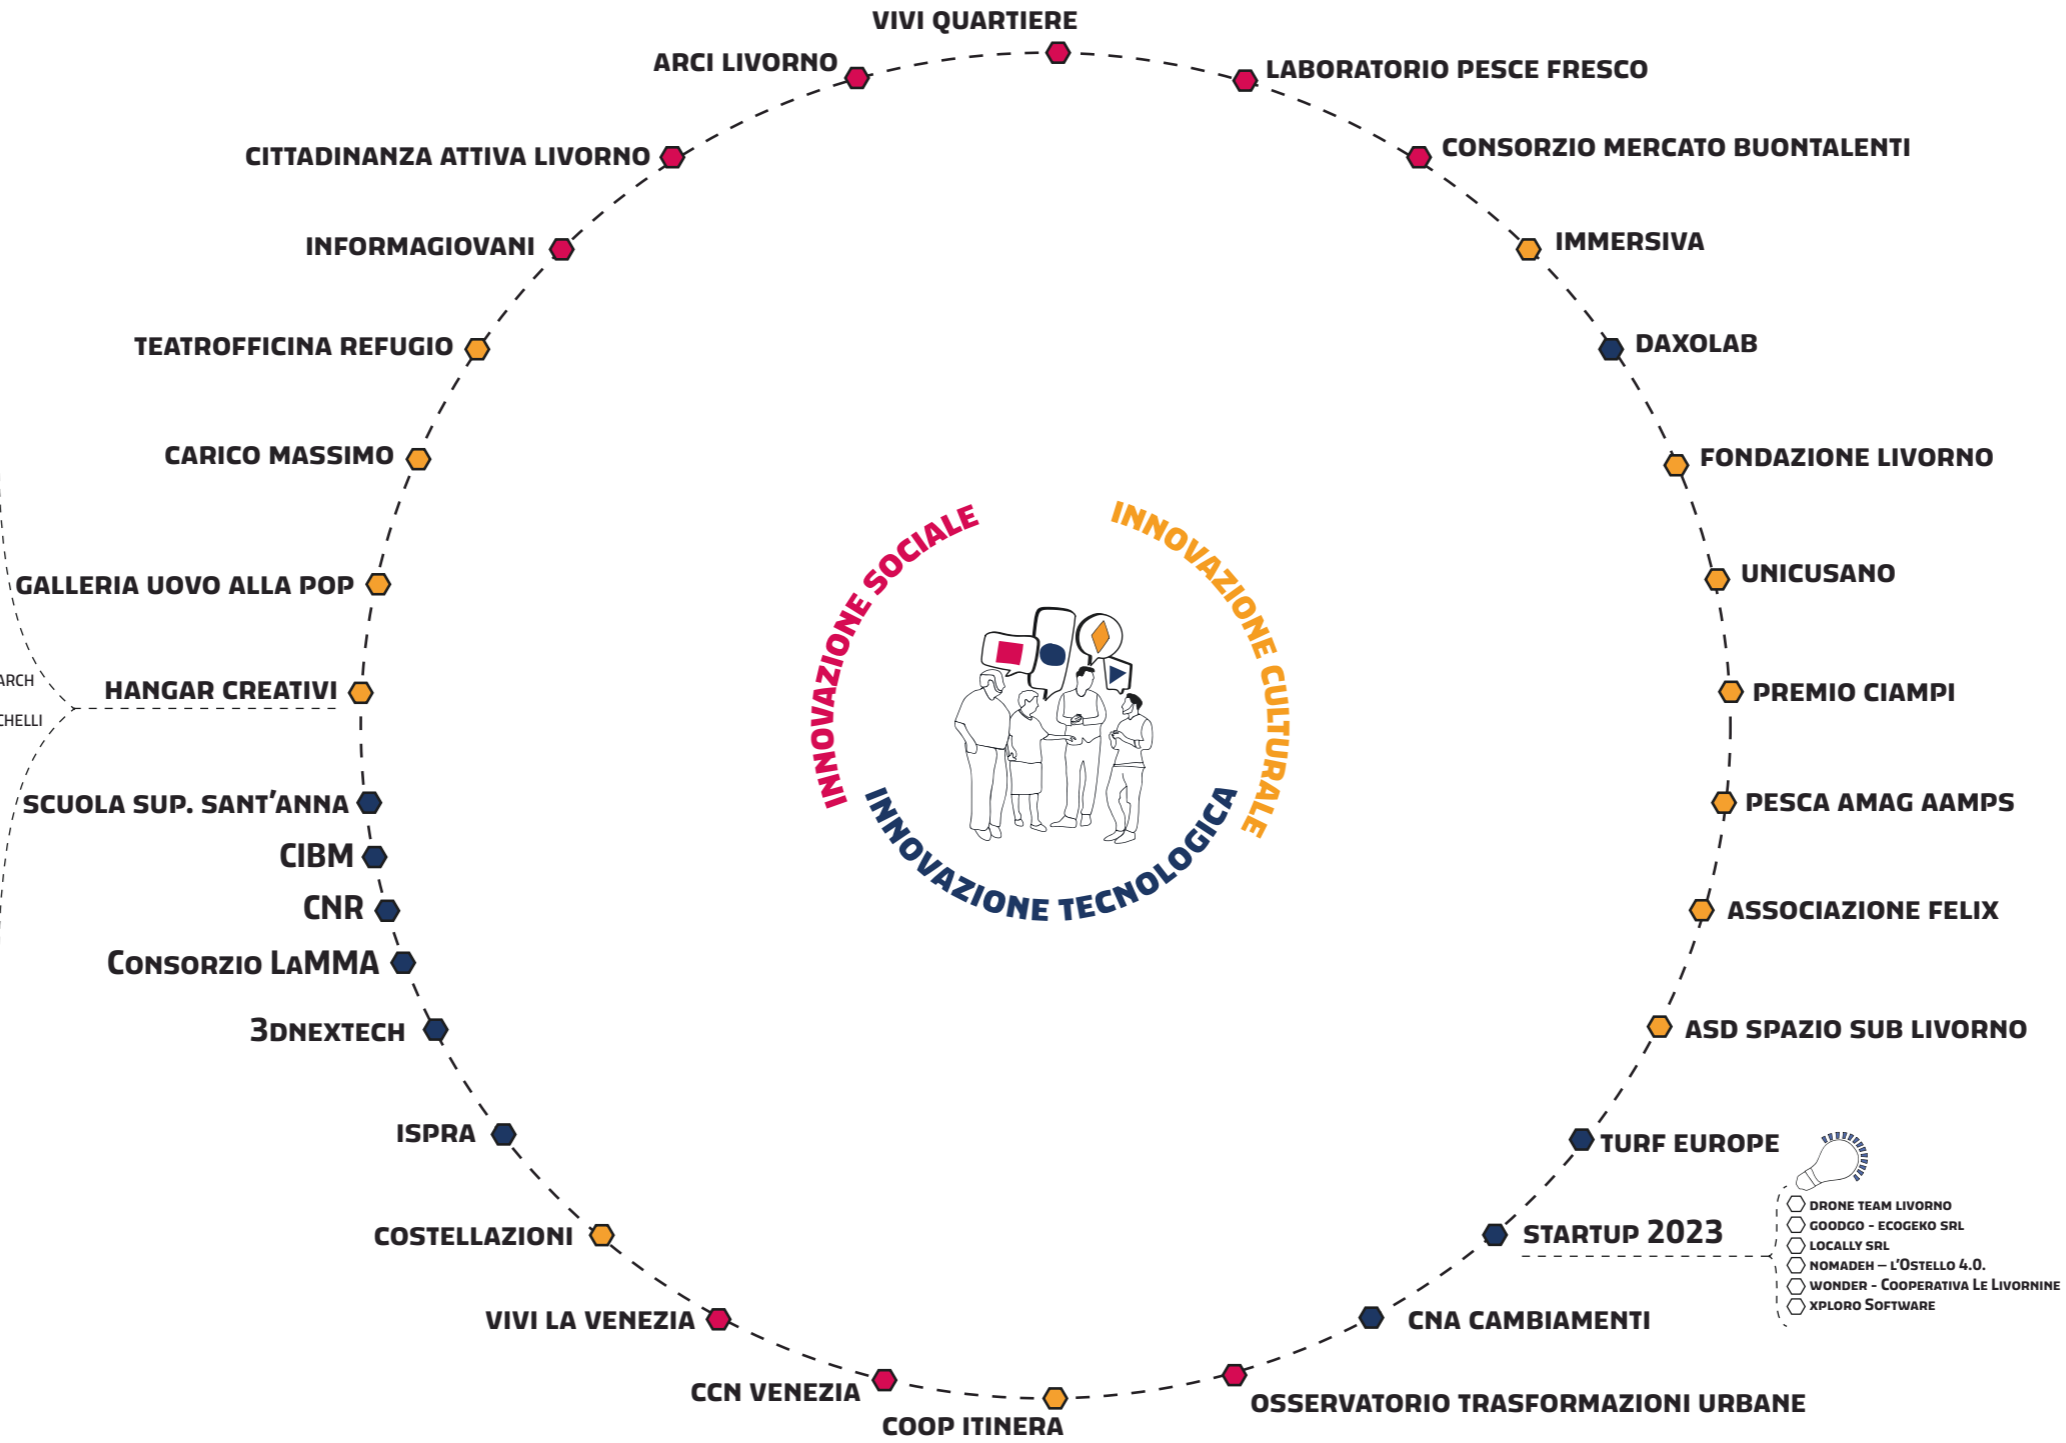 VIVI QUARTIERE
ARCI LIVORNO
LABORATORIO PESCE FRESCO
CITTADINANZA ATTIVA LIVORNO
CONSORZIO MERCATO BUONTALENTI
INFORMAGIOVANI
IMMERSIVA
TEATROFFICINA REFUGIO
DAXOLAB
CARICO MASSIMO
FONDAZIONE LIVORNO
GALLERIA UOVO ALLA POP
UNICUSANO
INNOVAZIONE SOCIALE
INNOVAZIONE CULTURALE
INNOVAZIONE TECNOLOGICA
ARCH
CHELLI
HANGAR CREATIVI
PREMIO CIAMPI
SCUOLA SUP. SANT'ANNA
PESCA AMAG AAMPS
CIBM
CNR
ASSOCIAZIONE FELIX
CONSORZIO LAMMA
3DNEXTECH
ASD SPAZIO SUB LIVORNO
ISPRA
TURF EUROPE
COSTELLAZIONI
STARTUP 2023
DRONE TEAM LIVORNO
GOODGO - ECOGEKO SRL
LOCALLY SRL
NOMADEH – L'OSTELLO 4.0.
WONDER - COOPERATIVA LE LIVORNINE
XPLORO SOFTWARE
VIVI LA VENEZIA
CNA CAMBIAMENTI
CCN VENEZIA
COOP ITINERA
OSSERVATORIO TRASFORMAZIONI URBANE